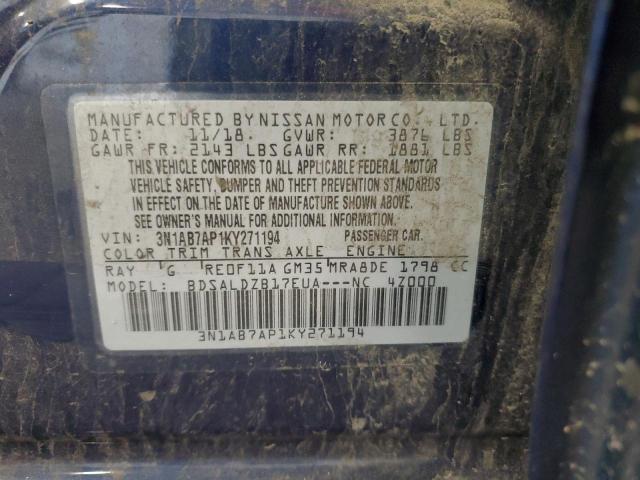 MANUFACTURED BY NISSAN MOTOR CO., LTD.
DATE: 11/18 GVWR: 3876 LBS
GAWR FR: 2143 LBS GAWR RR: 1881 LBS
THIS VEHICLE CONFORMS TO ALL APPLICABLE FEDERAL MOTOR
VEHICLE SAFETY, BUMPER AND THEFT PREVENTION STANDARDS
IN EFFECT ON THE DATE OF MANUFACTURE SHOWN ABOVE.
SEE OWNER'S MANUAL FOR ADDITIONAL INFORMATION.
VIN: 3N1AB7AP1KY271194 PASSENGER CAR.
COLOR TRIM TRANS AXLE ENGINE
RAY G RE0F11A GM35 MRA8DE 1798 CC
MODEL: BDSALDZB17EUA---NC 4Z000
3N1AB7AP1KY271194